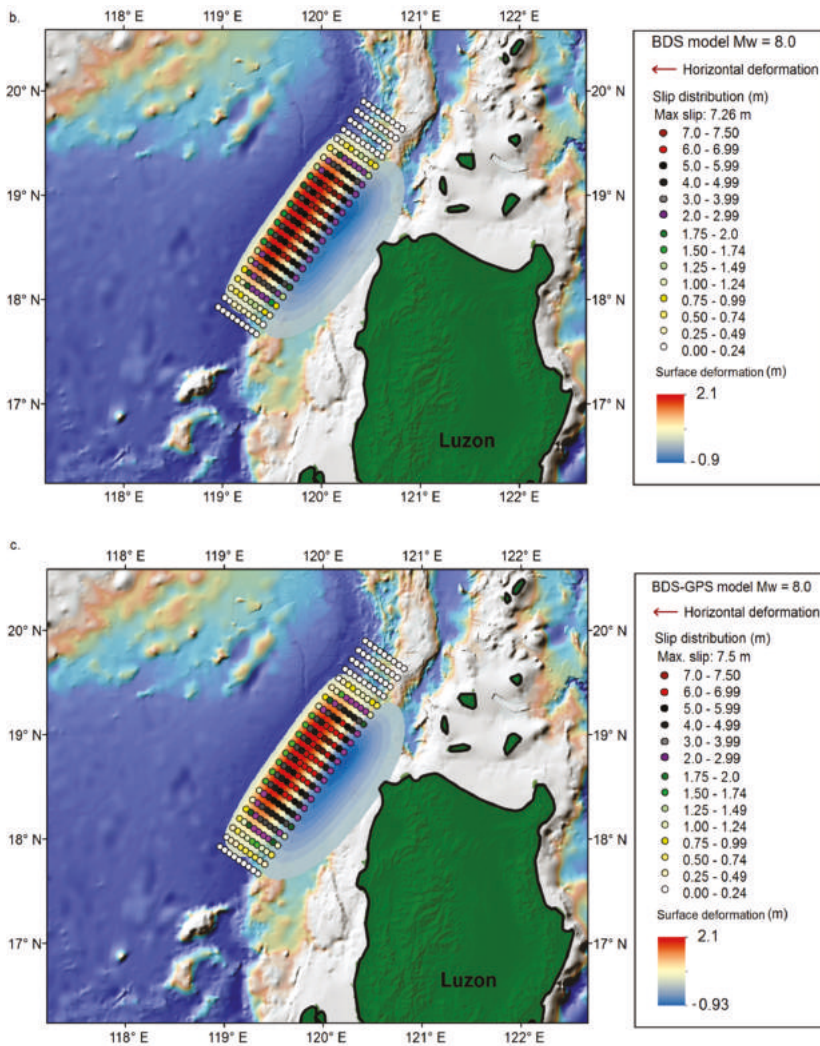 b.
118° E 119° E 120° E 121° E 122° E
20° N
19° N
18° N
17° N
Luzon
118° E 119° E 120° E 121° E 122° E
BDS model Mw = 8.0
Horizontal deformation
Slip distribution (m)
Max slip: 7.26 m
7.0 - 7.50
6.0 - 6.99
5.0 - 5.99
4.0 - 4.99
3.0 - 3.99
2.0 - 2.99
1.75 - 2.0
1.50 - 1.74
1.25 - 1.49
1.00 - 1.24
0.75 - 0.99
0.50 - 0.74
0.25 - 0.49
0.00 - 0.24
Surface deformation (m)
2.1
-0.9
c.
118° E 119° E 120° E 121° E 122° E
20° N 20° N
19° N 19° N
18° N 18° N
17° N 17° N
Luzon
118° E 119° E 120° E 121° E 122° E
BDS-GPS model Mw = 8.0
Horizontal deformation
Slip distribution (m)
Max. slip: 7.5 m
7.0 - 7.50
6.0 - 6.99
5.0 - 5.99
4.0 - 4.99
3.0 - 3.99
2.0 - 2.99
1.75 - 2.0
1.50 - 1.74
1.25 - 1.49
1.00 - 1.24
0.75 - 0.99
0.50 - 0.74
0.25 - 0.49
0.00 - 0.24
Surface deformation (m)
2.1
-0.93